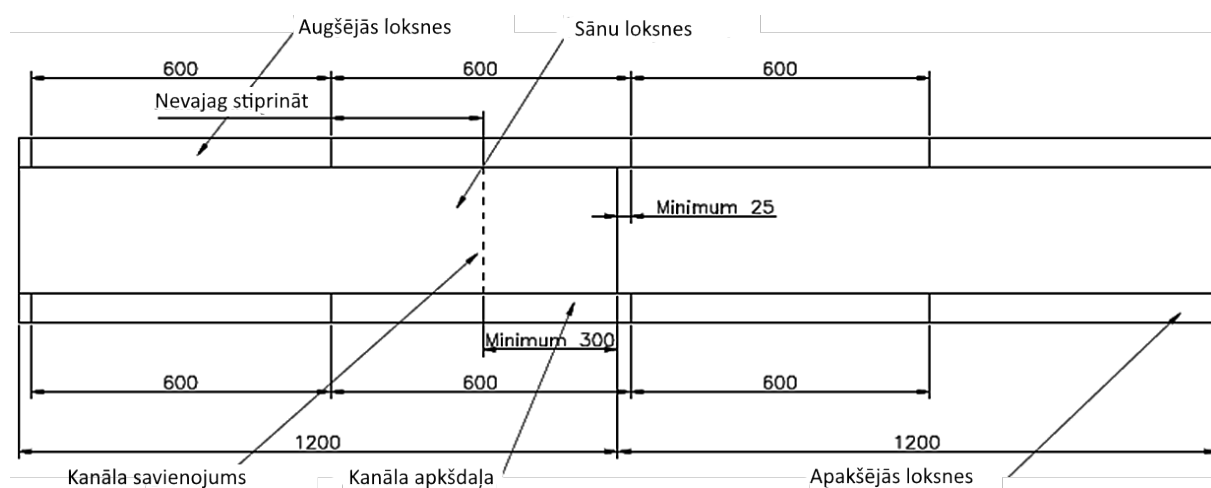 Augšējās loksnes
Sānu loksnes
600 600 600
Nevajag stiprināt
Minimum 25
Minimum 300
600 600 600
1200 1200
Kanāla savienojums Kanāla apkšdaļa Apakšējās loksnes